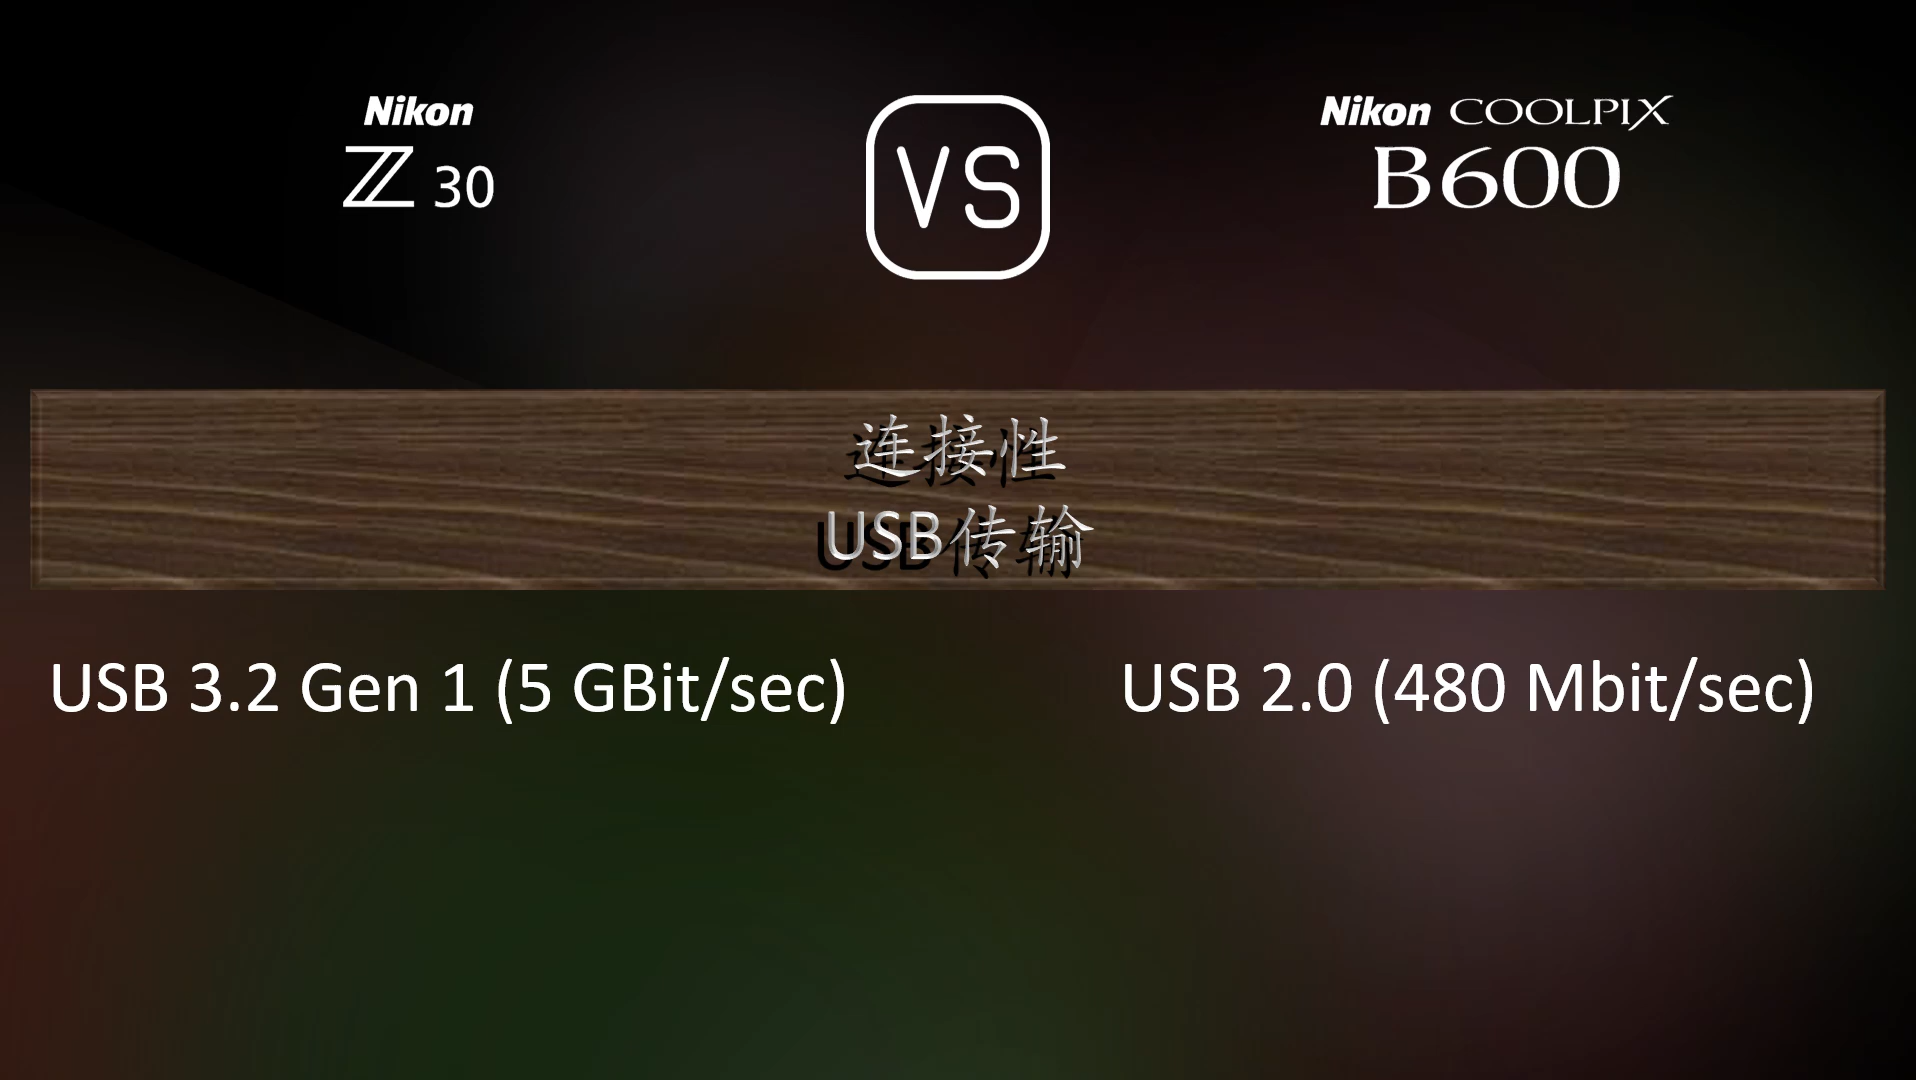 Nikon
Z 30
VS
Nikon COOLPIX
B600
连接性
USB传输
USB 3.2 Gen 1 (5 GBit/sec)
USB 2.0 (480 Mbit/sec)